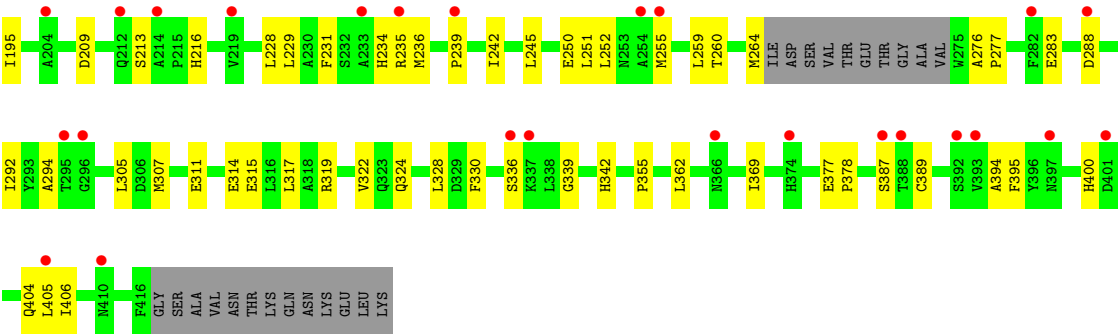 I195 A204 D209 Q212 S213 A214 P215 H216 V219 L228 L229 A230 F231 S232 A233 H234 R235 M236 P239 I242 L245 E250 L251 L252 N253 A254 M255 L259 T260 M264 ILE ASP SER VAL THR GLU THR GLY ALA VAL W275 A276 P277 F282 E283 D288
I292 Y293 A294 T295 G296 L305 D306 M307 E311 E314 E315 L316 L317 A318 R319 V322 Q323 Q324 L328 D329 F330 S336 K337 L338 G339 H342 P355 L362 N366 I369 H374 E377 P378 S387 T388 C389 S392 V393 A394 F395 Y396 N397 H400 D401
Q404 L405 I406 N410 F416 GLY SER ALA VAL ASN THR LYS GLN ASN LYS GLU LEU LYS